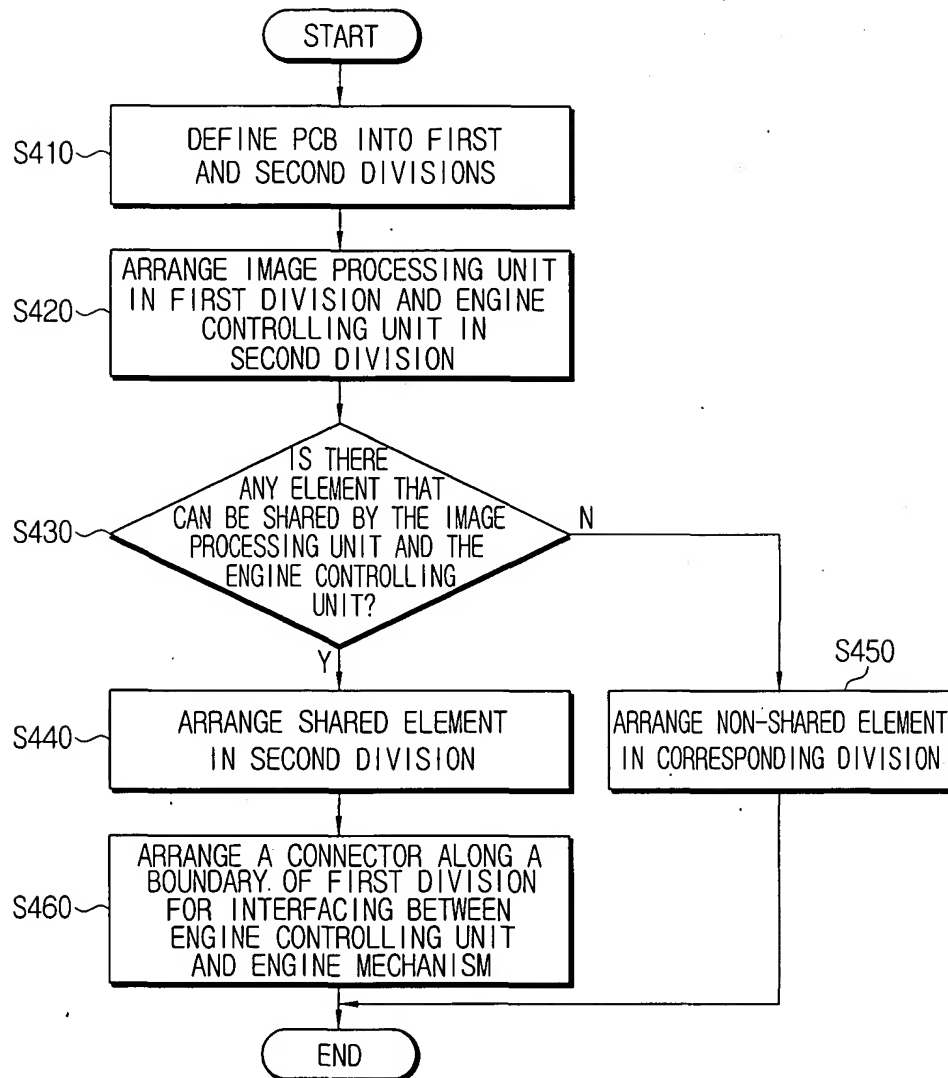 START
S410
DEFINE PCB INTO FIRST
AND SECOND DIVISIONS
S420
ARRANGE IMAGE PROCESSING UNIT
IN FIRST DIVISION AND ENGINE
CONTROLLING UNIT IN
SECOND DIVISION
S430
IS THERE
ANY ELEMENT THAT
CAN BE SHARED BY THE IMAGE
PROCESSING UNIT AND THE
ENGINE CONTROLLING
UNIT?
N
Y
S440
ARRANGE SHARED ELEMENT
IN SECOND DIVISION
S450
ARRANGE NON-SHARED ELEMENT
IN CORRESPONDING DIVISION
S460
ARRANGE A CONNECTOR ALONG A
BOUNDARY OF FIRST DIVISION
FOR INTERFACING BETWEEN
ENGINE CONTROLLING UNIT
AND ENGINE MECHANISM
END